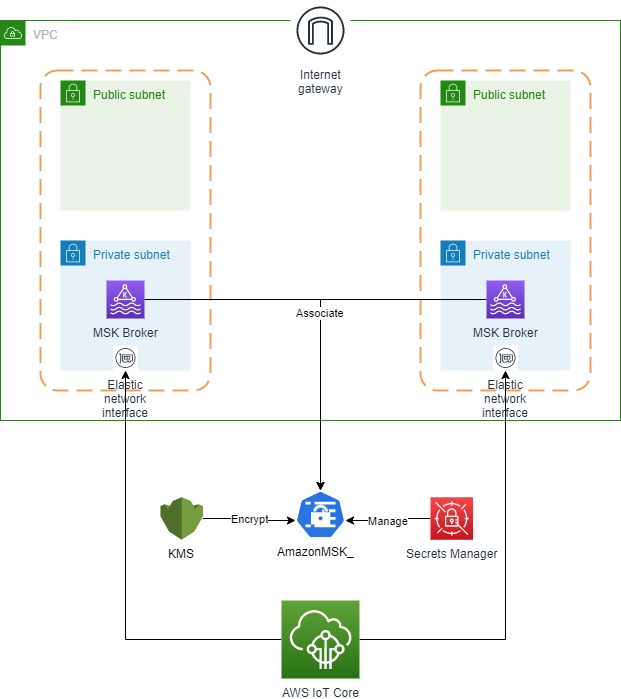 VPC
Internet
gateway
Public subnet
Public subnet
Private subnet
Private subnet
K
K
MSK Broker
Associate
MSK Broker
Elastic
network
interface
Elastic
network
interface
Encrypt
Manage
KMS
AmazonMSK_
Secrets Manager
AWS IoT Core